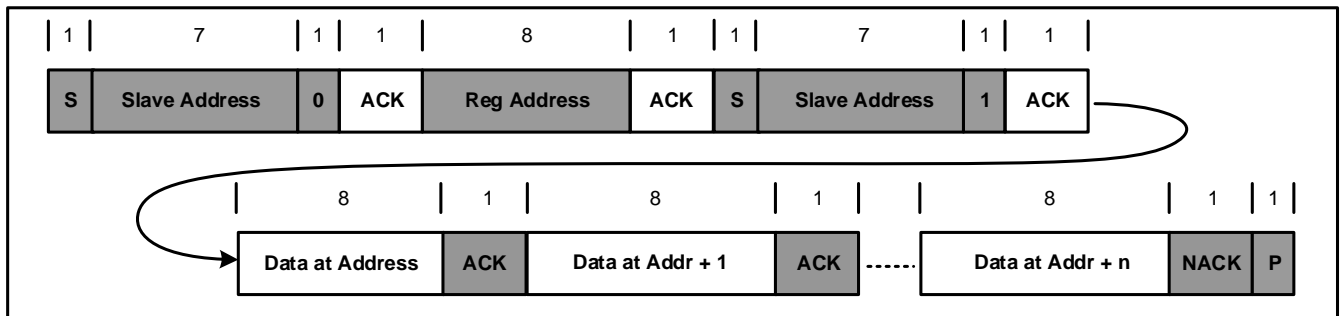 1 7 1 1 8 1 1 7 1 1
S Slave Address 0 ACK Reg Address ACK S Slave Address 1 ACK
8 1 8 1 8 1 1
Data at Address ACK Data at Addr + 1 ACK Data at Addr + n NACK P